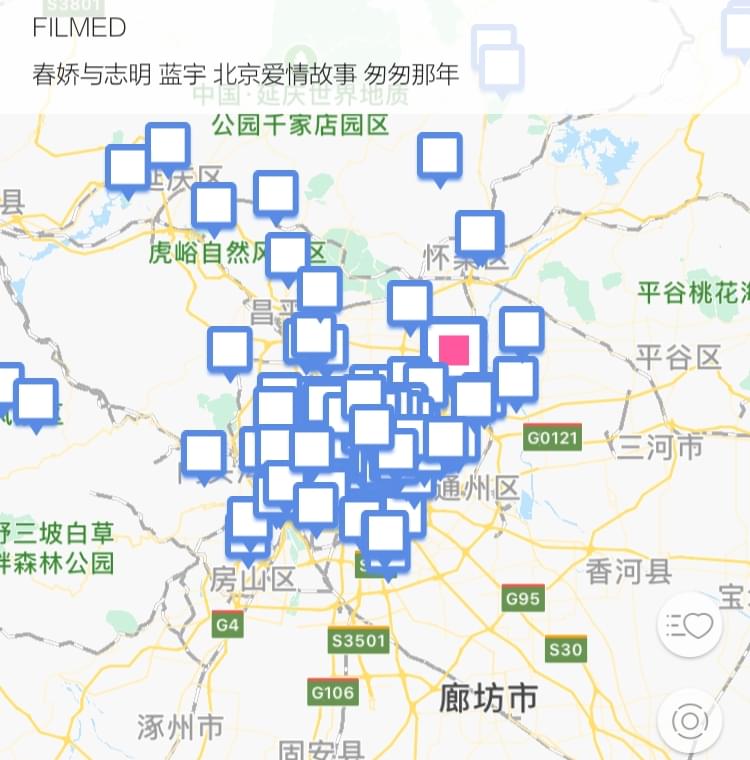 S3801
FILMED
春娇与志明 蓝宇 北京爱情故事 匆匆那年
中国·延庆世界地质
公园千家店园区
延庆区
县
虎峪自然风
区
怀柔区
平谷桃花海
昌平
平谷区
G0121
三河市
通州区
野三坡白草
畔森林公园
房山区
香河县
G95
宝
G4
S3501
S30
G106
廊坊市
涿州市
固安县